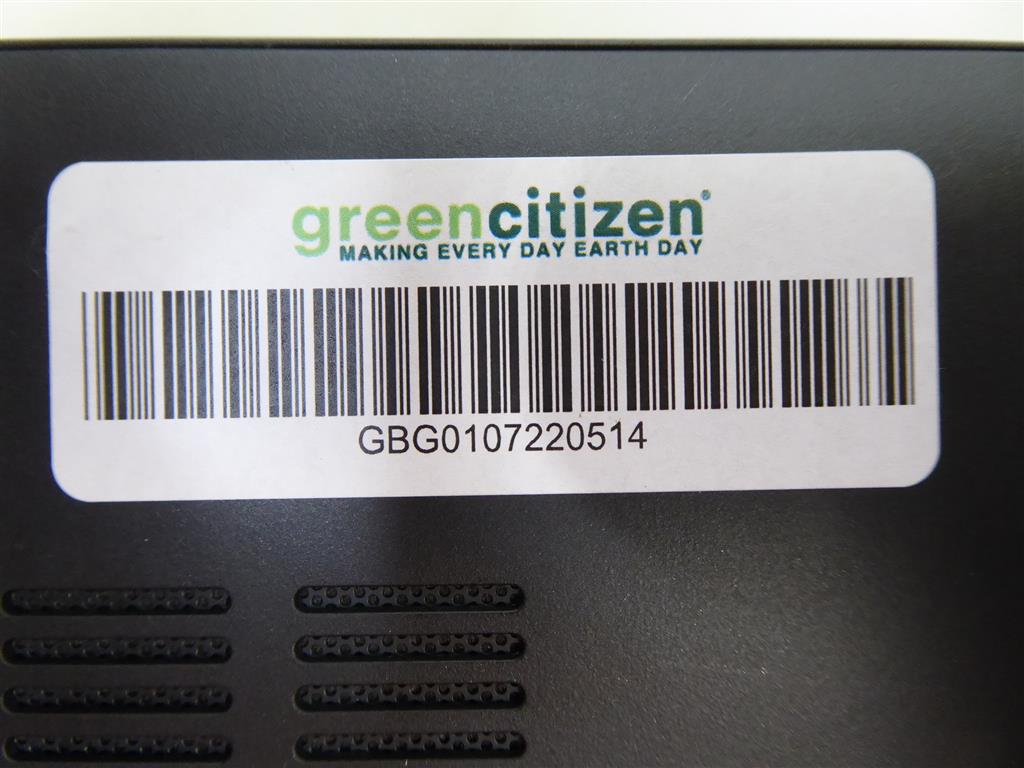 greencitizen®
MAKING EVERY DAY EARTH DAY
GBG0107220514